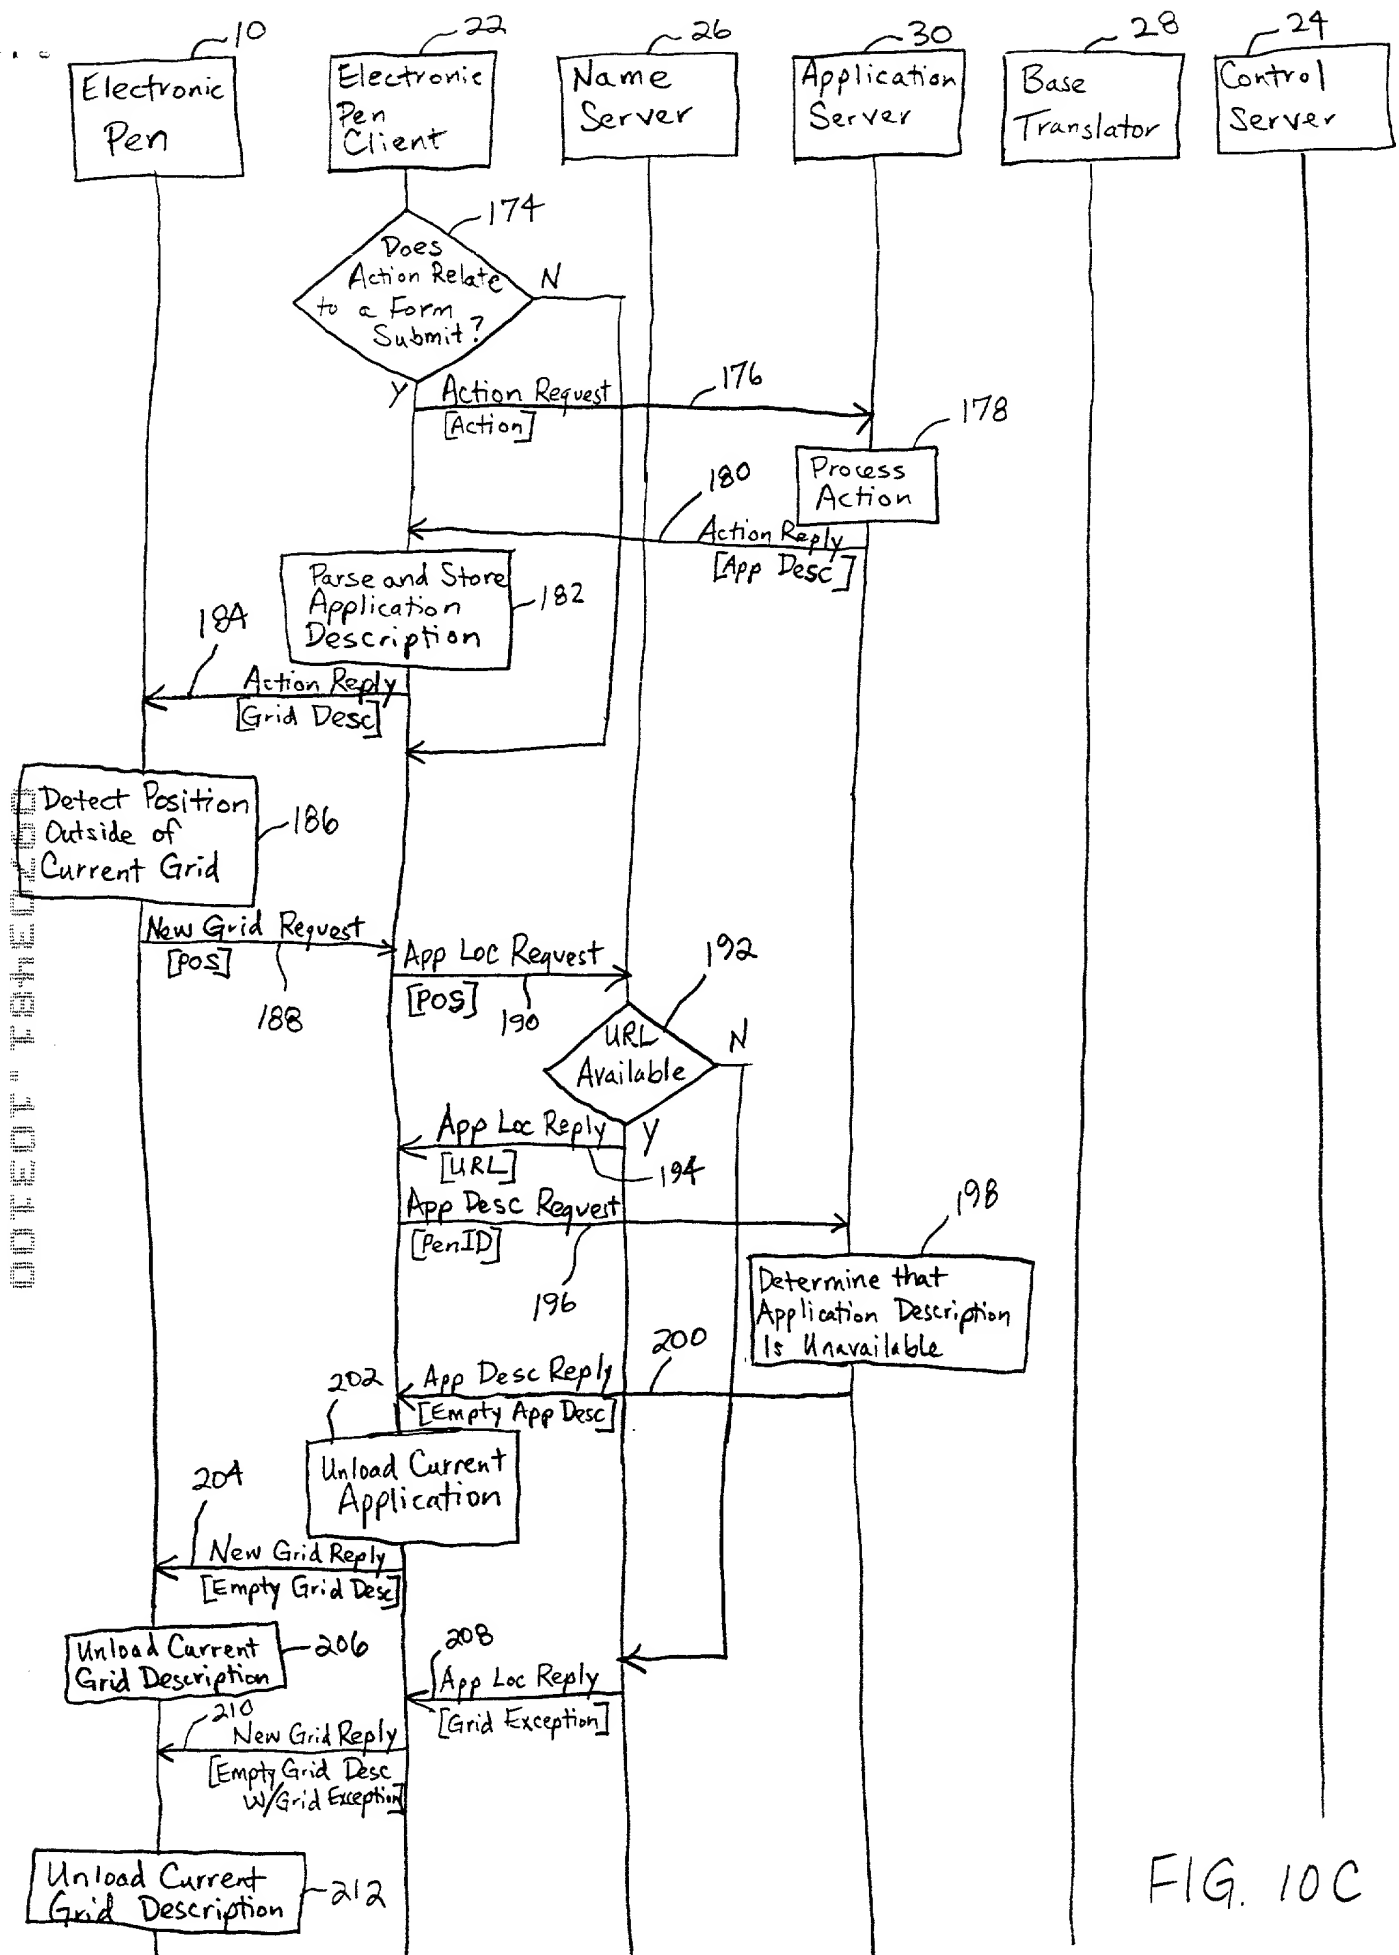 10
22
26
30
28
24
Electronic
Pen
Electronic
Pen
Client
Name
Server
Application
Server
Base
Translator
Control
Server
174
Does
Action Relate
to a Form
Submit?
N
Y
Action Request
[Action]
176
178
Process
Action
180
Action Reply
[App Desc]
Parse and Store
Application
Description
182
184
Action Reply
[Grid Desc]
Detect Position
Outside of
Current Grid
186
New Grid Request
[POS]
188
App Loc Request
[POS]
190
192
URL
Available
N
Y
App Loc Reply
[URL]
194
App Desc Request
[PenID]
196
198
Determine that
Application Description
Is Unavailable
200
App Desc Reply
[Empty App Desc]
202
Unload Current
Application
204
New Grid Reply
[Empty Grid Desc]
Unload Current
Grid Description
206
208
App Loc Reply
[Grid Exception]
210
New Grid Reply
[Empty Grid Desc
W/Grid Exception]
Unload Current
Grid Description
212
FIG. 10C